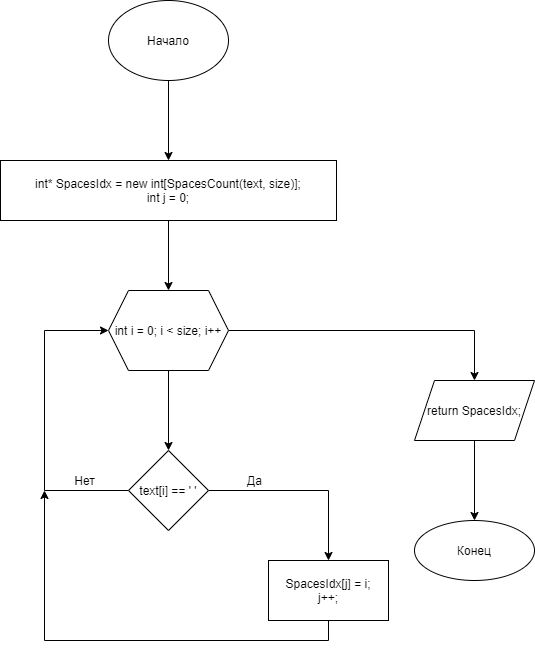 Начало
int* SpacesIdx = new int[SpacesCount(text, size)];
int j = 0;
int i = 0; i < size; i++
return SpacesIdx;
Нет
text[i] == ' '
Да
Конец
SpacesIdx[j] = i;
j++;